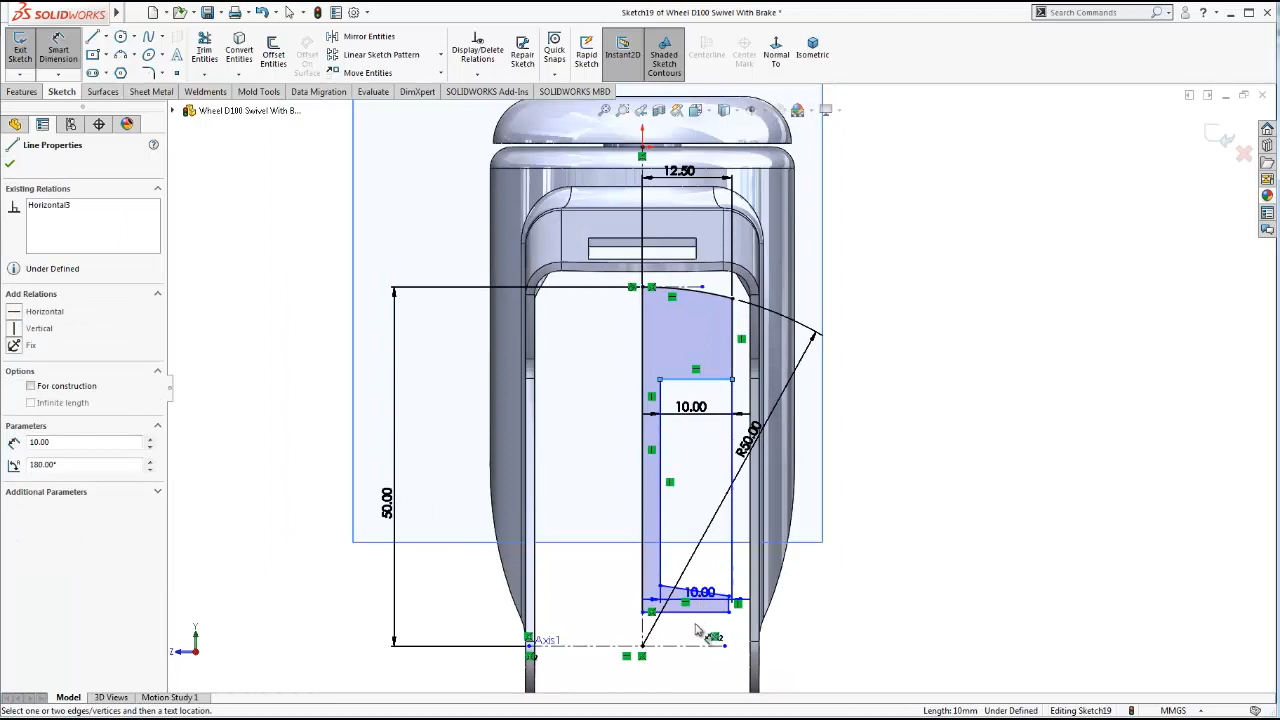 SOLIDWORKS
Sketch19 of Wheel D100 Swivel With Brake *
Search Commands
Exit Sketch
Smart Dimension
Trim Entities
Convert Entities
Offset Entities
Offset On Surface
Mirror Entities
Linear Sketch Pattern
Move Entities
Display/Delete Relations
Repair Sketch
Quick Snaps
Rapid Sketch
Instant2D
Shaded Sketch Contours
Centerline
Center Mark
Normal To
Isometric
Features
Sketch
Surfaces
Sheet Metal
Weldments
Mold Tools
Data Migration
Evaluate
DimXpert
SOLIDWORKS Add-Ins
SOLIDWORKS MBD
Wheel D100 Swivel With B...
Line Properties
Existing Relations
Horizontal3
Under Defined
Add Relations
Horizontal
Vertical
Fix
Options
For construction
Infinite length
Parameters
10.00
180.00°
Additional Parameters
12.50
10.00
R50.00
50.00
10.00
Axis1
Y
Z
Model
3D Views
Motion Study 1
Select one or two edges/vertices and then a text location.
Length: 10mm
Under Defined
Editing Sketch19
MMGS